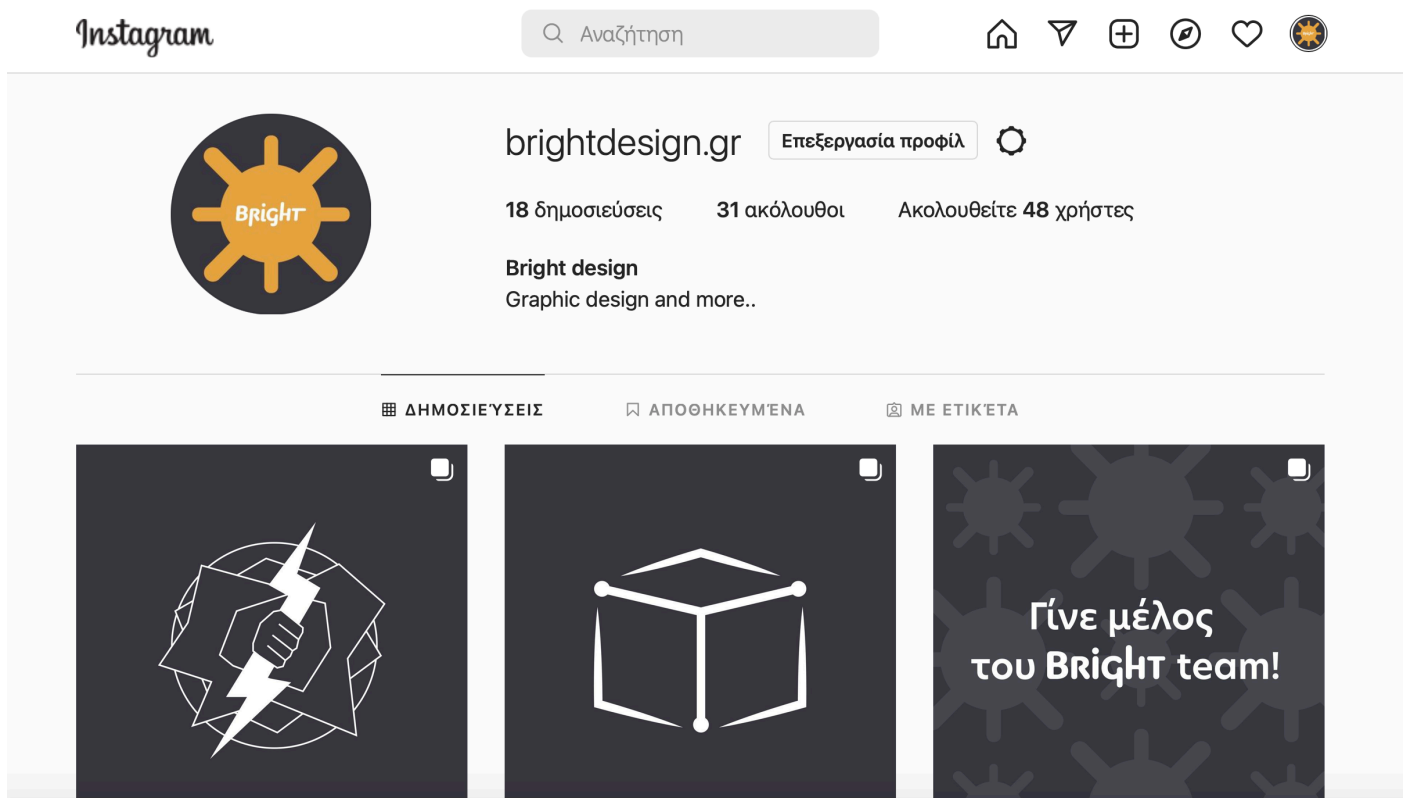 Instagram
Αναζήτηση
BRIGHT
brightdesign.gr
Επεξεργασία προφίλ
18 δημοσιεύσεις 31 ακόλουθοι Ακολουθείτε 48 χρήστες
Bright design
Graphic design and more..
ΔΗΜΟΣΙΕΎΣΕΙΣ ΑΠΟΘΗΚΕΥΜΈΝΑ ΜΕ ΕΤΙΚΈΤΑ
Γίνε μέλος
του BRiGHT team!